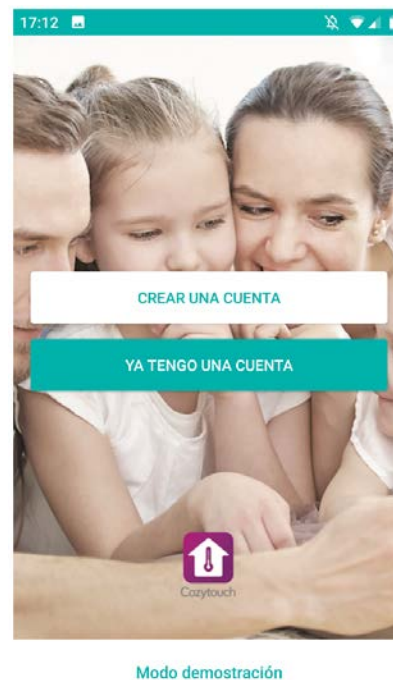 17:12
CREAR UNA CUENTA
YA TENGO UNA CUENTA
Cozytouch
Modo demostración